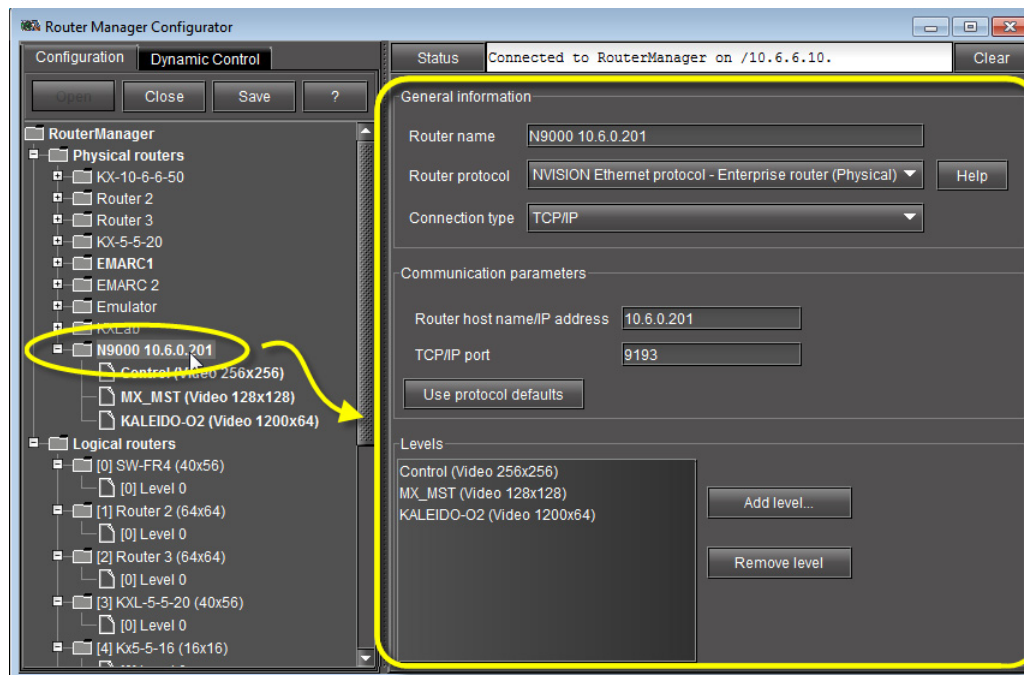 Router Manager Configurator
Configuration Dynamic Control
Open Close Save ?
RouterManager
Physical routers
KX-10-6-6-50
Router 2
Router 3
KX-5-5-20
EMARC1
EMARC 2
Emulator
KXLab
N9000 10.6.0.201
Control (Video 256x256)
MX_MST (Video 128x128)
KALEIDO-O2 (Video 1200x64)
Logical routers
[0] SW-FR4 (40x56)
[0] Level 0
[1] Router 2 (64x64)
[0] Level 0
[2] Router 3 (64x64)
[0] Level 0
[3] KXL-5-5-20 (40x56)
[0] Level 0
[4] Kx5-5-16 (16x16)
Status Connected to RouterManager on /10.6.6.10. Clear
General information
Router name N9000 10.6.0.201
Router protocol NVISION Ethernet protocol - Enterprise router (Physical) Help
Connection type TCP/IP
Communication parameters
Router host name/IP address 10.6.0.201
TCP/IP port 9193
Use protocol defaults
Levels
Control (Video 256x256)
MX_MST (Video 128x128)
KALEIDO-O2 (Video 1200x64)
Add level...
Remove level